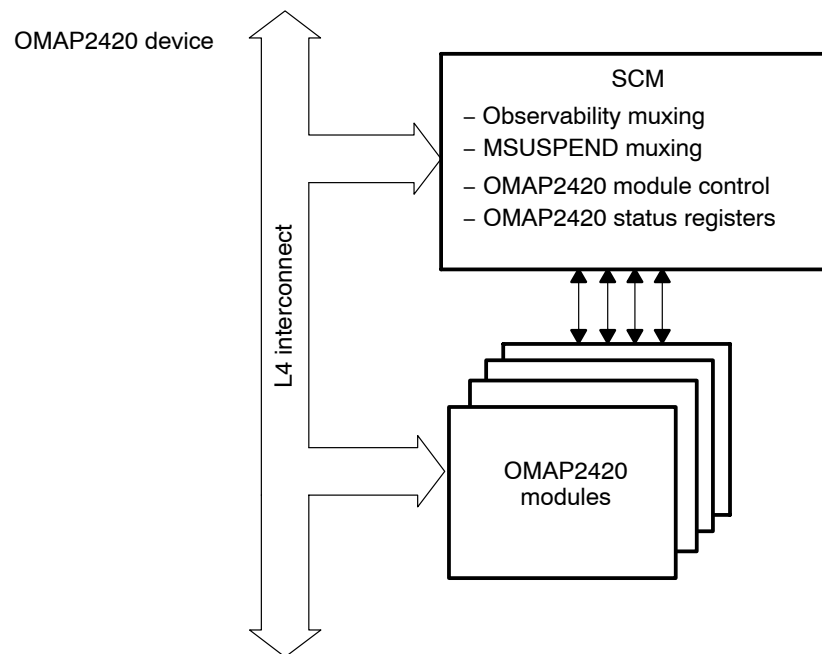 OMAP2420 device
SCM
– Observability muxing
– MSUSPEND muxing
– OMAP2420 module control
– OMAP2420 status registers
L4 interconnect
OMAP2420
modules